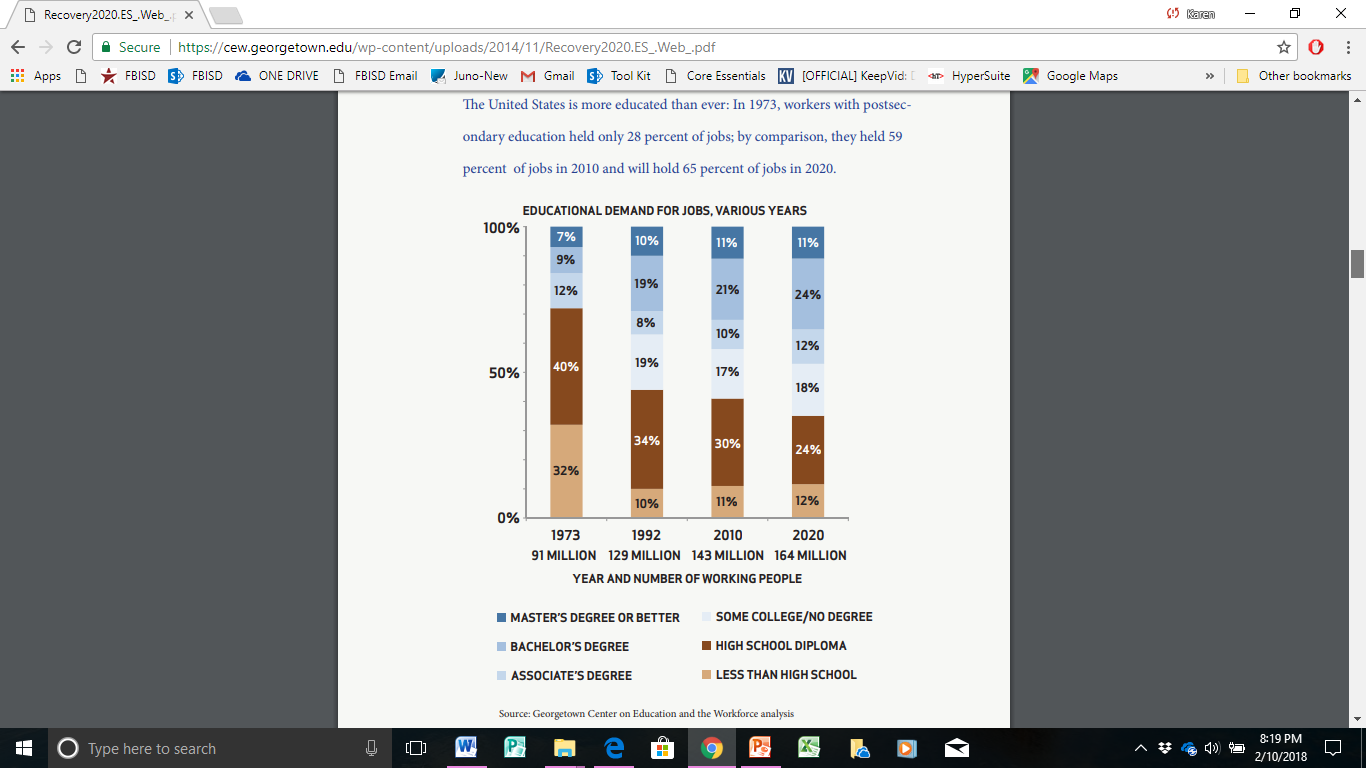 Recovery2020.ES_.Web_.p
Karen
Secure https://cew.georgetown.edu/wp-content/uploads/2014/11/Recovery2020.ES_.Web_.pdf
Apps FBISD FBISD ONE DRIVE FBISD Email Juno-New Gmail Tool Kit Core Essentials KV [OFFICIAL] KeepVid: HyperSuite Google Maps » Other bookmarks
The United States is more educated than ever: In 1973, workers with postsec-
ondary education held only 28 percent of jobs; by comparison, they held 59
percent of jobs in 2010 and will hold 65 percent of jobs in 2020.
EDUCATIONAL DEMAND FOR JOBS, VARIOUS YEARS
100%
7% 10% 11% 11%
9% 19% 21% 24%
12% 8% 10% 12%
19% 17% 18%
50%
40% 34% 30% 24%
32% 10% 11% 12%
0%
1973 1992 2010 2020
91 MILLION 129 MILLION 143 MILLION 164 MILLION
YEAR AND NUMBER OF WORKING PEOPLE
MASTER'S DEGREE OR BETTER SOME COLLEGE/NO DEGREE
BACHELOR'S DEGREE HIGH SCHOOL DIPLOMA
ASSOCIATE'S DEGREE LESS THAN HIGH SCHOOL
Source: Georgetown Center on Education and the Workforce analysis
Type here to search
8:19 PM
2/10/2018